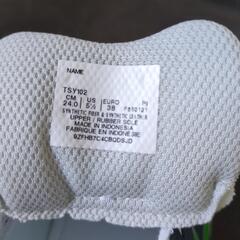 NAME
TSY102
CM US EURO
24.0 5½ 38
SYNTHETIC FIBER & SYNTHETIC LEATHER
UPPER / RUBBER SOLE
MADE IN INDONESIA
FABRIQUE EN INDONÉSIE